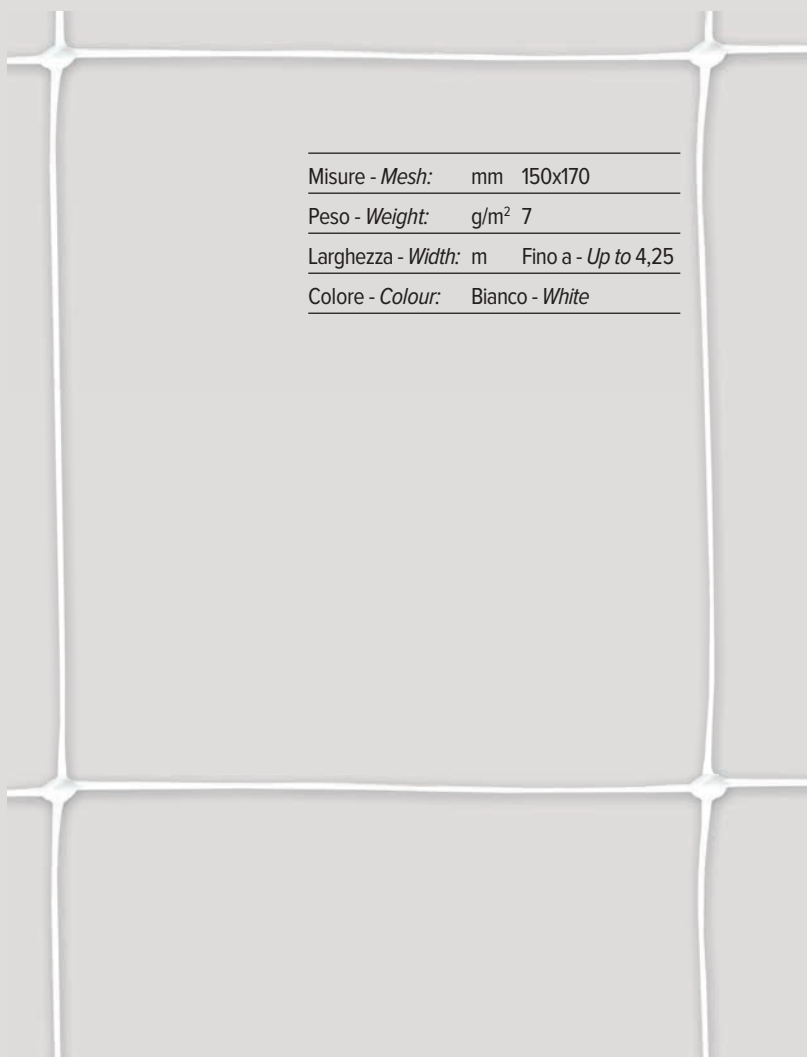 Misure - Mesh: mm 150x170
Peso - Weight: g/m² 7
Larghezza - Width: m Fino a - Up to 4,25
Colore - Colour: Bianco - White